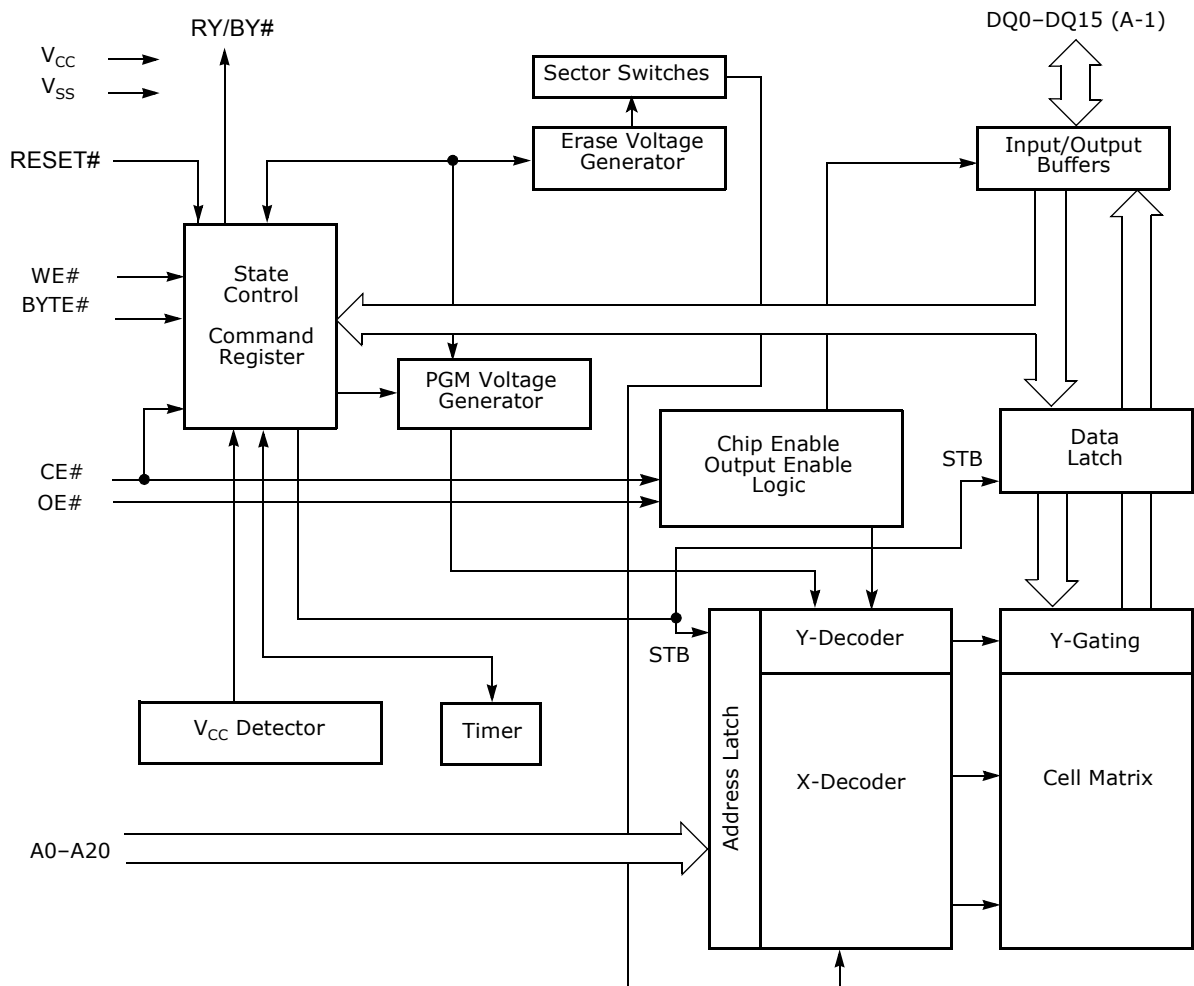 RY/BY#
DQ0–DQ15 (A-1)
VCC
VSS
Sector Switches
Erase Voltage
Generator
Input/Output
Buffers
RESET#
WE#
BYTE#
State
Control
Command
Register
PGM Voltage
Generator
Chip Enable
Output Enable
Logic
Data
Latch
STB
CE#
OE#
STB
Y-Decoder
Y-Gating
VCC Detector
Timer
Address Latch
X-Decoder
Cell Matrix
A0–A20